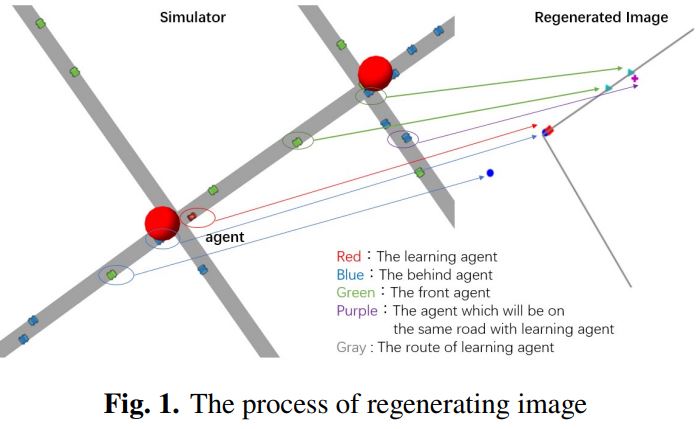 Simulator
Regenerated Image
agent
Red：The learning agent
Blue：The behind agent
Green：The front agent
Purple：The agent which will be on
the same road with learning agent
Gray : The route of learning agent
Fig. 1. The process of regenerating image